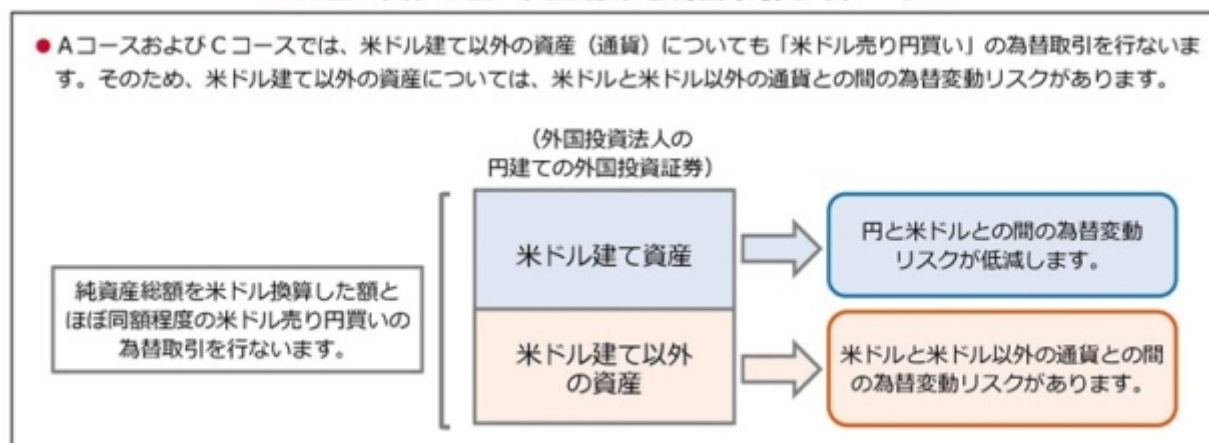 ● AコースおよびCコースでは、米ドル建て以外の資産（通貨）についても「米ドル売り円買い」の為替取引を行ないま
す。そのため、米ドル建て以外の資産については、米ドルと米ドル以外の通貨との間の為替変動リスクがあります。
（外国投資法人の
円建ての外国投資証券）
純資産総額を米ドル換算した額と
ほぼ同額程度の米ドル売り円買いの
為替取引を行ないます。
米ドル建て資産
円と米ドルとの間の為替変動
リスクが低減します。
米ドル建て以外
の資産
米ドルと米ドル以外の通貨との間
の為替変動リスクがあります。